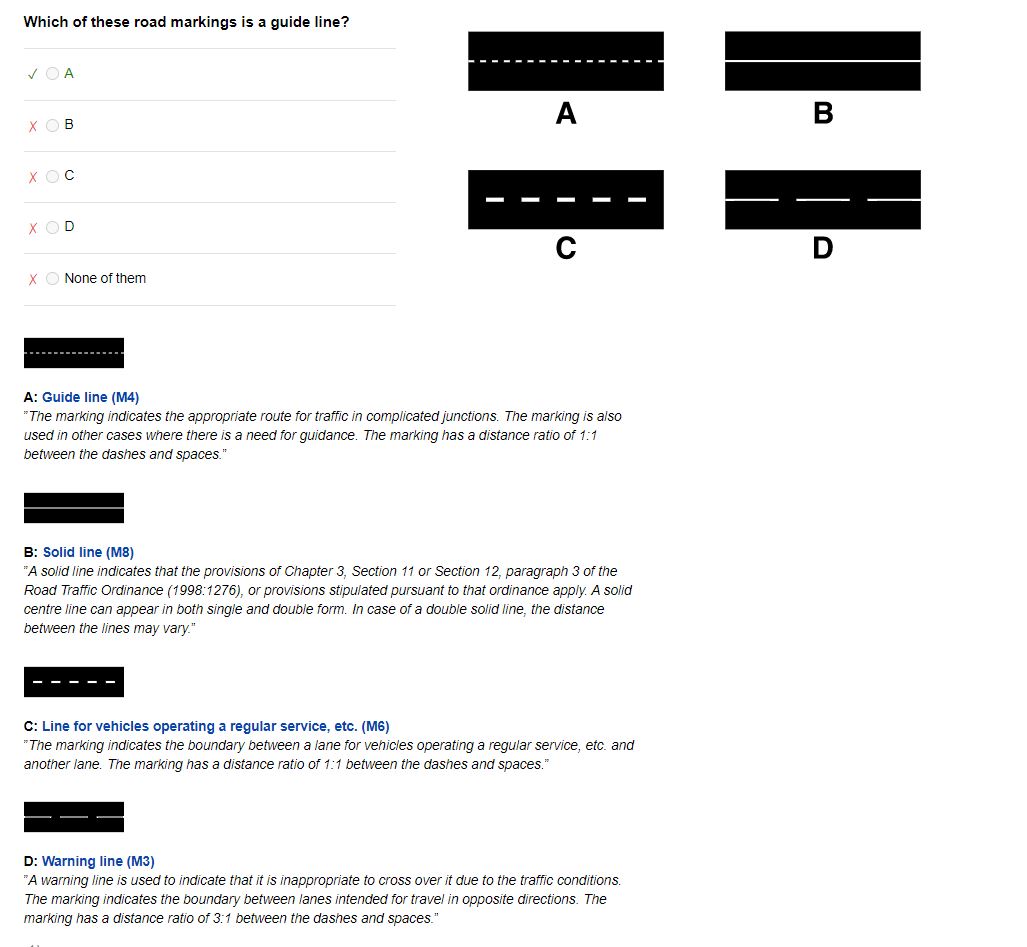 Which of these road markings is a guide line?
✓ A
X B
X C
X D
X None of them
A B
C D
A: Guide line (M4)
"The marking indicates the appropriate route for traffic in complicated junctions. The marking is also
used in other cases where there is a need for guidance. The marking has a distance ratio of 1:1
between the dashes and spaces."
B: Solid line (M8)
"A solid line indicates that the provisions of Chapter 3, Section 11 or Section 12, paragraph 3 of the
Road Traffic Ordinance (1998:1276), or provisions stipulated pursuant to that ordinance apply. A solid
centre line can appear in both single and double form. In case of a double solid line, the distance
between the lines may vary."
C: Line for vehicles operating a regular service, etc. (M6)
"The marking indicates the boundary between a lane for vehicles operating a regular service, etc. and
another lane. The marking has a distance ratio of 1:1 between the dashes and spaces."
D: Warning line (M3)
"A warning line is used to indicate that it is inappropriate to cross over it due to the traffic conditions.
The marking indicates the boundary between lanes intended for travel in opposite directions. The
marking has a distance ratio of 3:1 between the dashes and spaces."